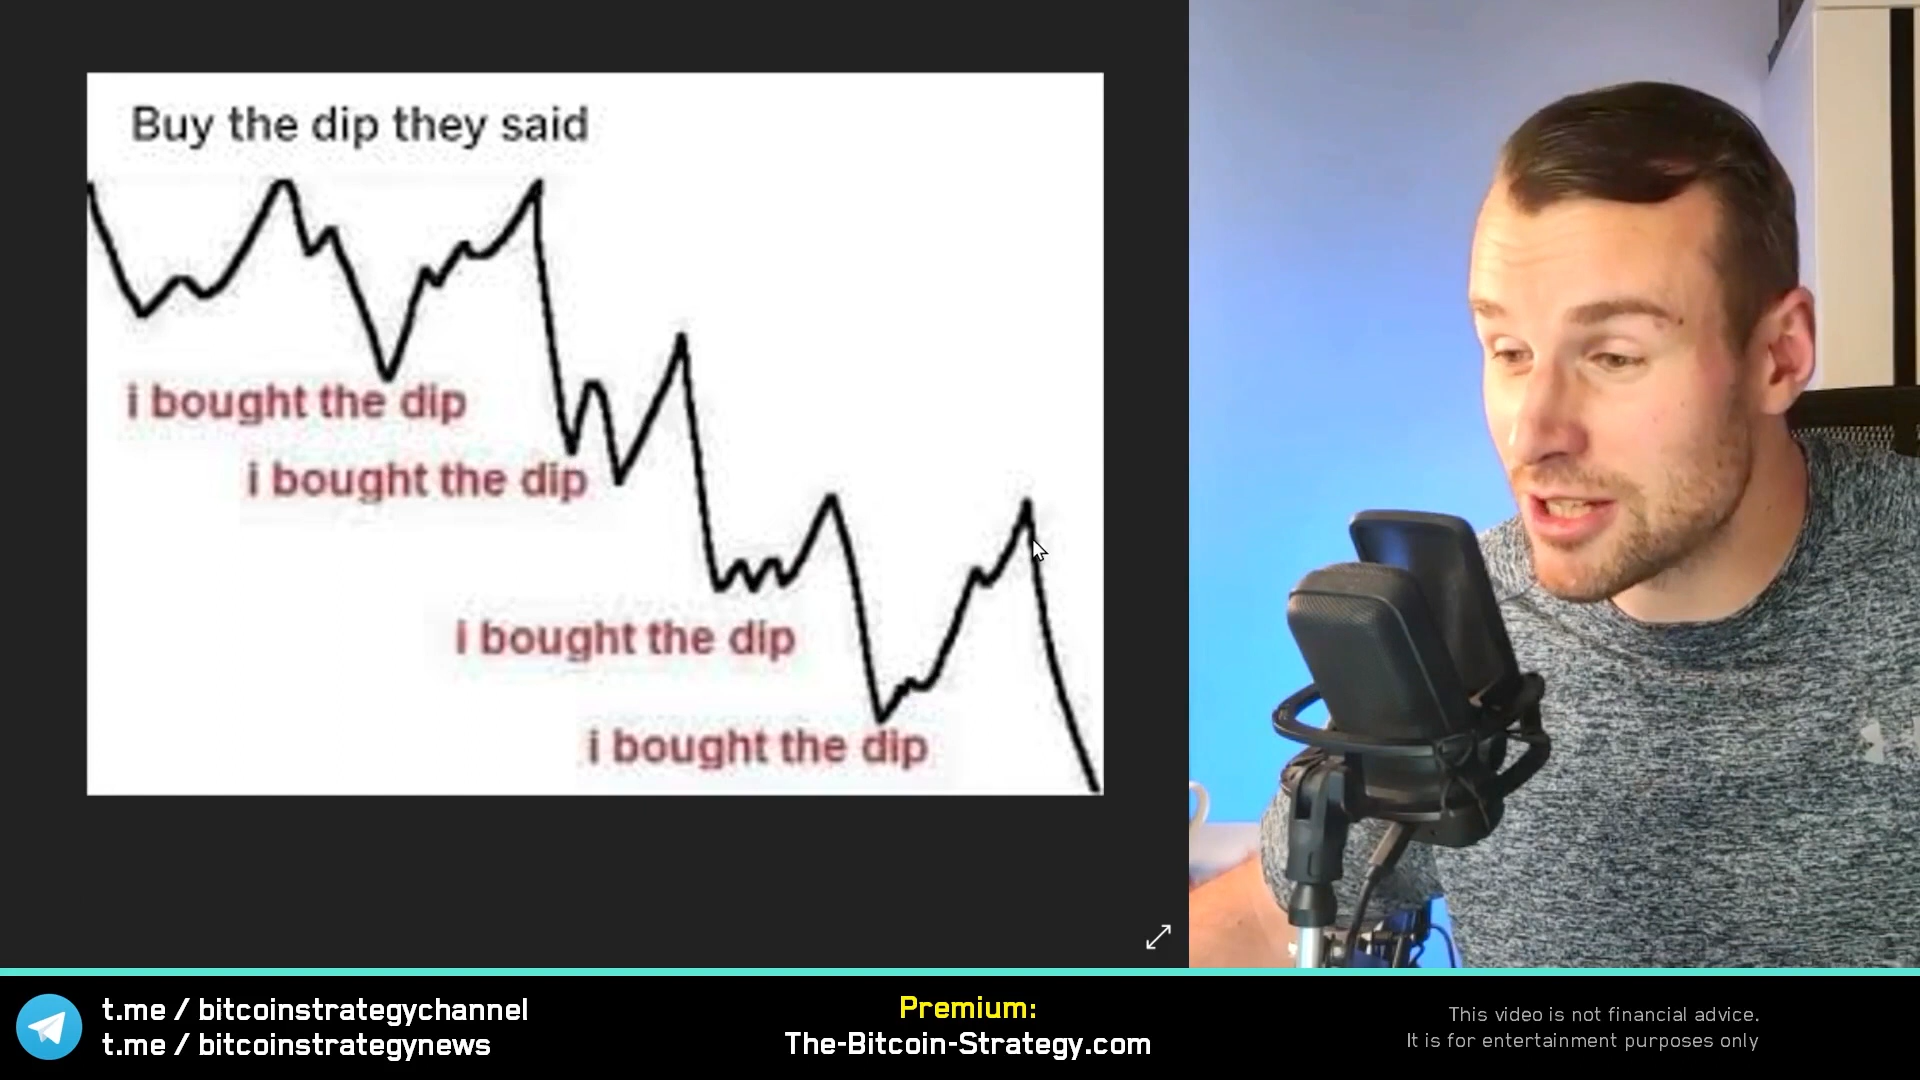 Buy the dip they said
i bought the dip
i bought the dip
i bought the dip
i bought the dip
t.me / bitcoinstrategychannel
t.me / bitcoinstrategynews
Premium:
The-Bitcoin-Strategy.com
This video is not financial advice.
It is for entertainment purposes only